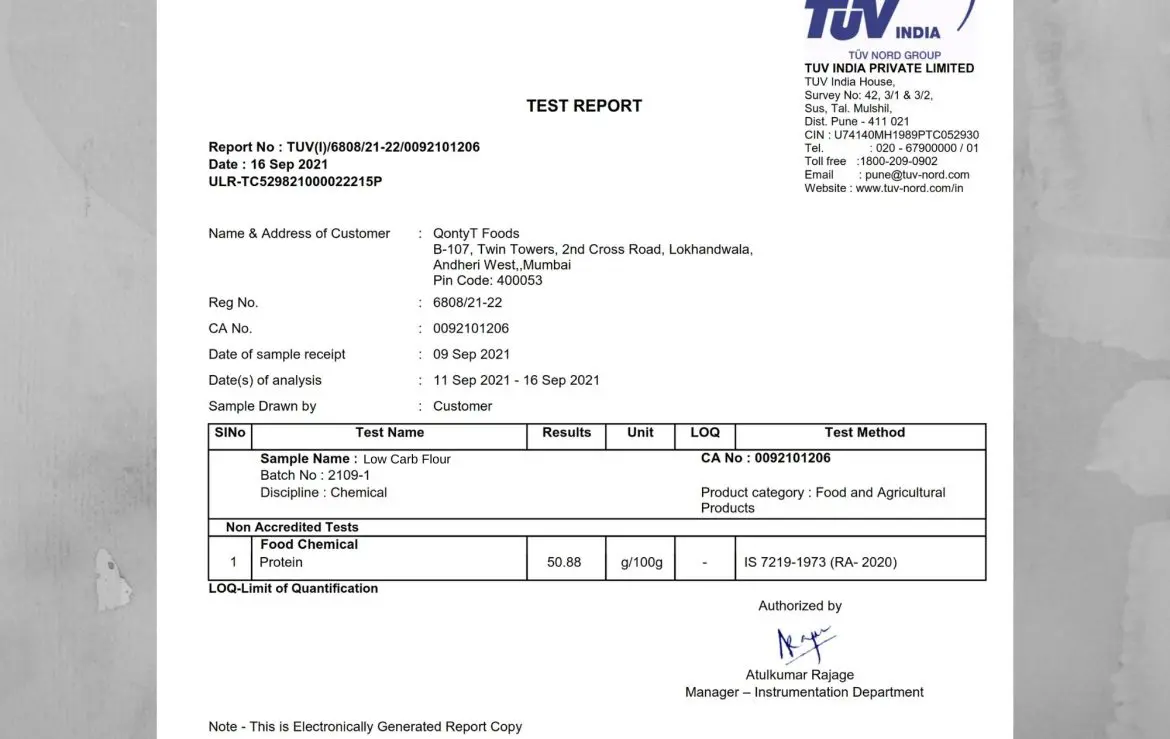 TÜV INDIA
TÜV NORD GROUP
TUV INDIA PRIVATE LIMITED
TUV India House,
Survey No: 42, 3/1 & 3/2,
Sus, Tal. Mulshil,
Dist. Pune - 411 021
CIN : U74140MH1989PTC052930
Tel. : 020 - 67900000 / 01
Toll free :1800-209-0902
Email : pune@tuv-nord.com
Website : www.tuv-nord.com/in
TEST REPORT
Report No : TUV(I)/6808/21-22/0092101206
Date : 16 Sep 2021
ULR-TC529821000022215P
Name & Address of Customer : QontyT Foods
B-107, Twin Towers, 2nd Cross Road, Lokhandwala,
Andheri West,,Mumbai
Pin Code: 400053
Reg No. : 6808/21-22
CA No. : 0092101206
Date of sample receipt : 09 Sep 2021
Date(s) of analysis : 11 Sep 2021 - 16 Sep 2021
Sample Drawn by : Customer
SlNo Test Name Results Unit LOQ Test Method
Sample Name : Low Carb Flour CA No : 0092101206
Batch No : 2109-1
Discipline : Chemical Product category : Food and Agricultural
Products
Non Accredited Tests
Food Chemical
1 Protein 50.88 g/100g - IS 7219-1973 (RA- 2020)
LOQ-Limit of Quantification
Authorized by
Atulkumar Rajage
Manager – Instrumentation Department
Note - This is Electronically Generated Report Copy